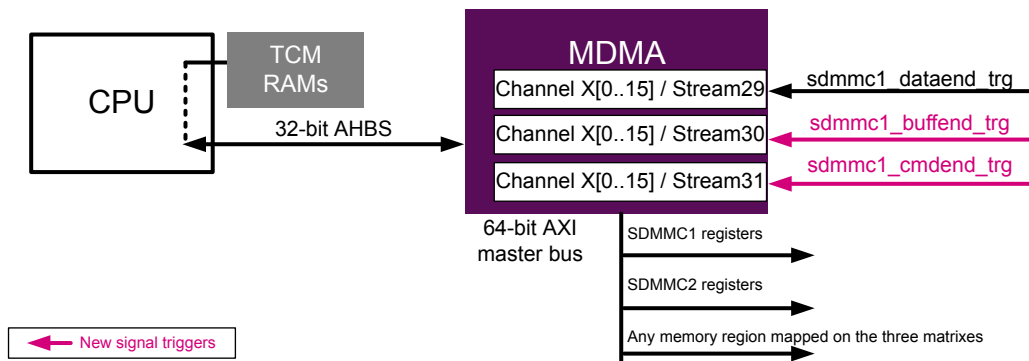 TCM
RAMs
MDMA
CPU
Channel X[0..15] / Stream29
sdmmc1_dataend_trg
32-bit AHBS
Channel X[0..15] / Stream30
sdmmc1_buffend_trg
Channel X[0..15] / Stream31
sdmmc1_cmdend_trg
64-bit AXI
master bus
SDMMC1 registers
SDMMC2 registers
Any memory region mapped on the three matrixes
New signal triggers